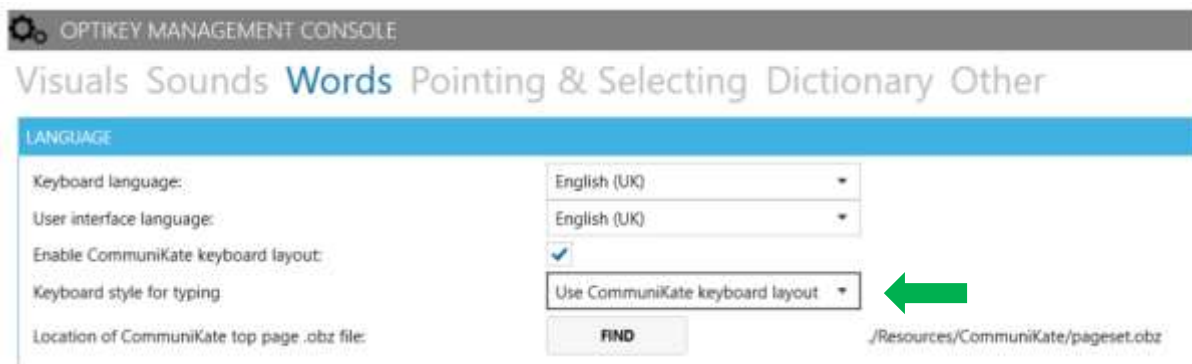 OPTIKEY MANAGEMENT CONSOLE
Visuals Sounds Words Pointing & Selecting Dictionary Other
LANGUAGE
Keyboard language: English (UK)
User interface language: English (UK)
Enable CommuniKate keyboard layout:
Keyboard style for typing Use CommuniKate keyboard layout
Location of CommuniKate top page .obz file: FIND ./Resources/CommuniKate/pageset.obz